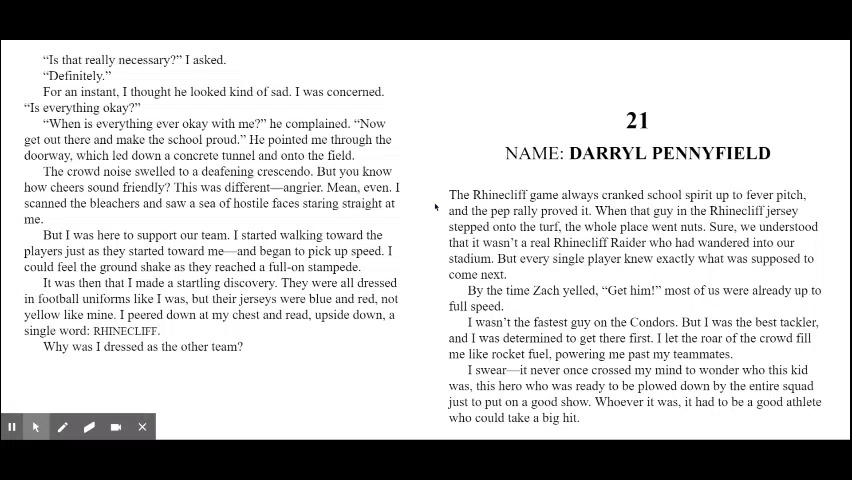 “Is that really necessary?” I asked.
“Definitely.”
For an instant, I thought he looked kind of sad. I was concerned.
“Is everything okay?”
“When is everything ever okay with me?” he complained. “Now
get out there and make the school proud.” He pointed me through the
doorway, which led down a concrete tunnel and onto the field.
The crowd noise swelled to a deafening crescendo. But you know
how cheers sound friendly? This was different—angrier. Mean, even. I
scanned the bleachers and saw a sea of hostile faces staring straight at
me.
But I was here to support our team. I started walking toward the
players just as they started toward me—and began to pick up speed. I
could feel the ground shake as they reached a full-on stampede.
It was then that I made a startling discovery. They were all dressed
in football uniforms like I was, but their jerseys were blue and red, not
yellow like mine. I peered down at my chest and read, upside down, a
single word: RHINECLIFF.
Why was I dressed as the other team?
21
NAME: DARRYL PENNYFIELD
The Rhinecliff game always cranked school spirit up to fever pitch,
and the pep rally proved it. When that guy in the Rhinecliff jersey
stepped onto the turf, the whole place went nuts. Sure, we understood
that it wasn’t a real Rhinecliff Raider who had wandered into our
stadium. But every single player knew exactly what was supposed to
come next.
By the time Zach yelled, “Get him!” most of us were already up to
full speed.
I wasn’t the fastest guy on the Condors. But I was the best tackler,
and I was determined to get there first. I let the roar of the crowd fill
me like rocket fuel, powering me past my teammates.
I swear—it never once crossed my mind to wonder who this kid
was, this hero who was ready to be plowed down by the entire squad
just to put on a good show. Whoever it was, it had to be a good athlete
who could take a big hit.